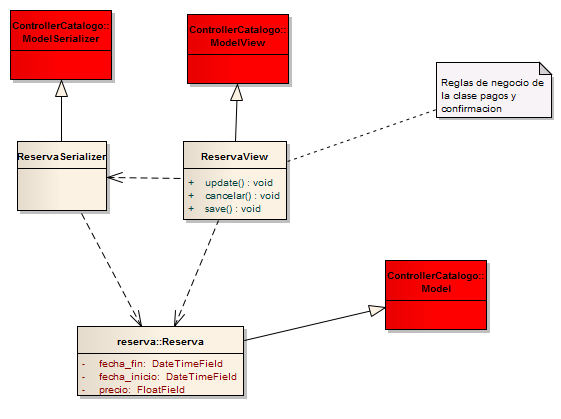 ControllerCatalogo::
ModelSerializer
ControllerCatalogo::
ModelView
Reglas de negocio de
la clase pagos y
confirmacion
ReservaSerializer
ReservaView
+ update() : void
+ cancelar() : void
+ save() : void
ControllerCatalogo::
Model
reserva::Reserva
- fecha_fin: DateTimeField
- fecha_inicio: DateTimeField
- precio: FloatField